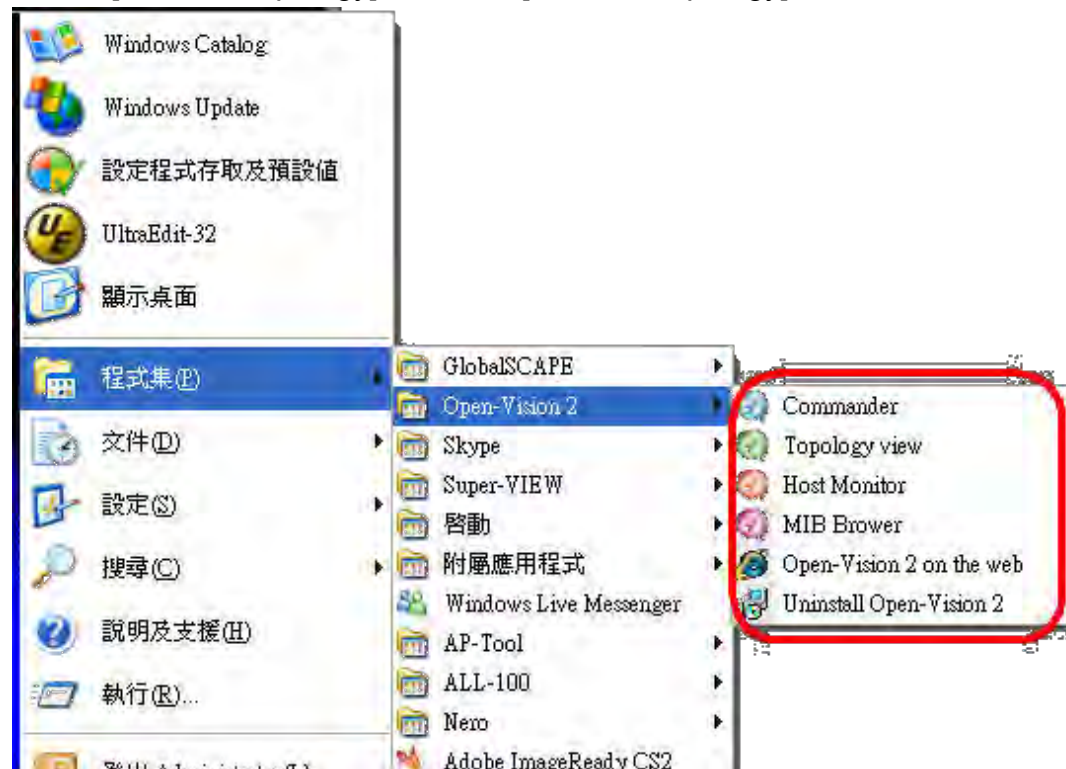 Windows Catalog
Windows Update
設定程式存取及預設值
UltraEdit-32
顯示桌面
程式集(P)
文件(D)
設定(S)
搜尋(C)
說明及支援(H)
執行(R)...
GlobalSCAPE
Open-Vision 2
Skype
Super-VIEW
啓動
附屬應用程式
Windows Live Messenger
AP-Tool
ALL-100
Nero
Adobe ImageReady CS2
Commander
Topology view
Host Monitor
MIB Brower
Open-Vision 2 on the web
Uninstall Open-Vision 2